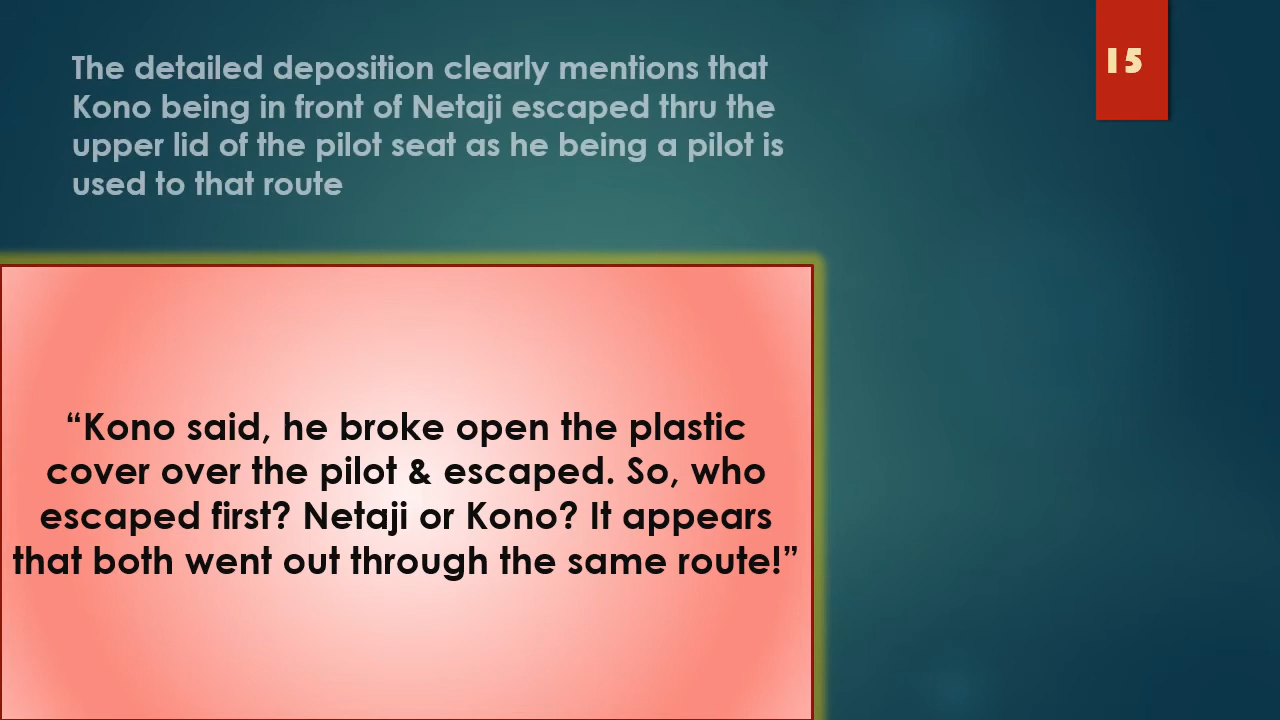 The detailed deposition clearly mentions that
Kono being in front of Netaji escaped thru the
upper lid of the pilot seat as he being a pilot is
used to that route
15
“Kono said, he broke open the plastic
cover over the pilot & escaped. So, who
escaped first? Netaji or Kono? It appears
that both went out through the same route!”